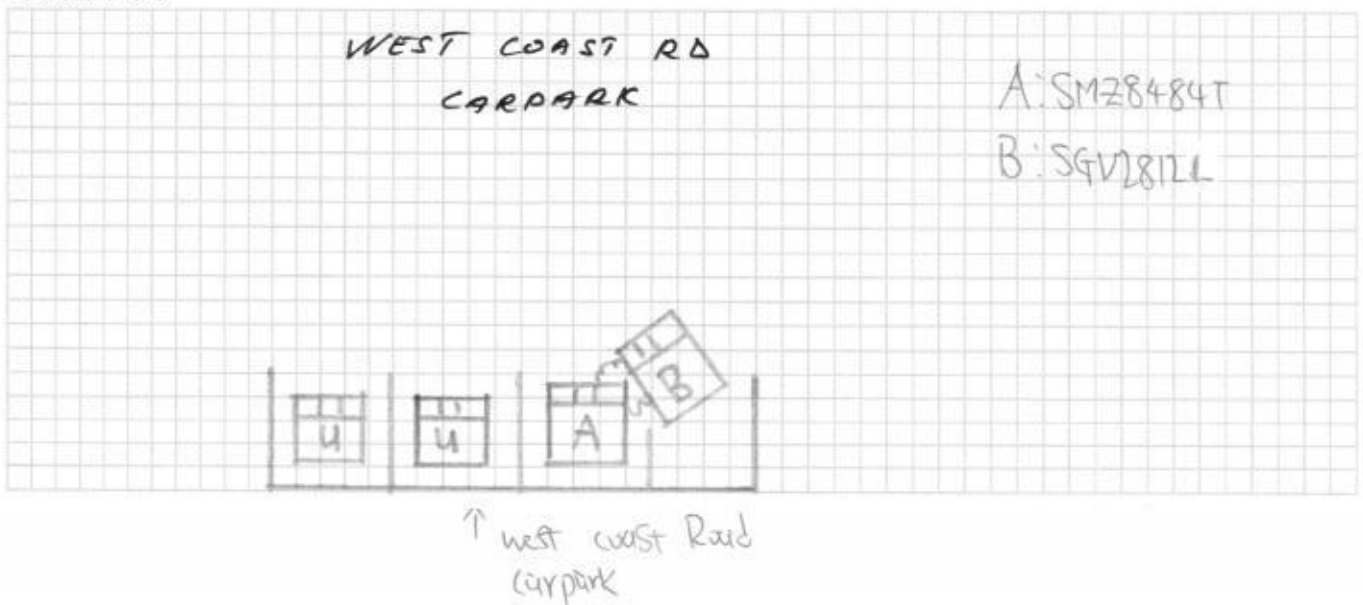 WEST COAST RD
CARPARK
A: SMZ8484T
B: SGV2812L
B
U
U
A
↑ west coast Road
carpark